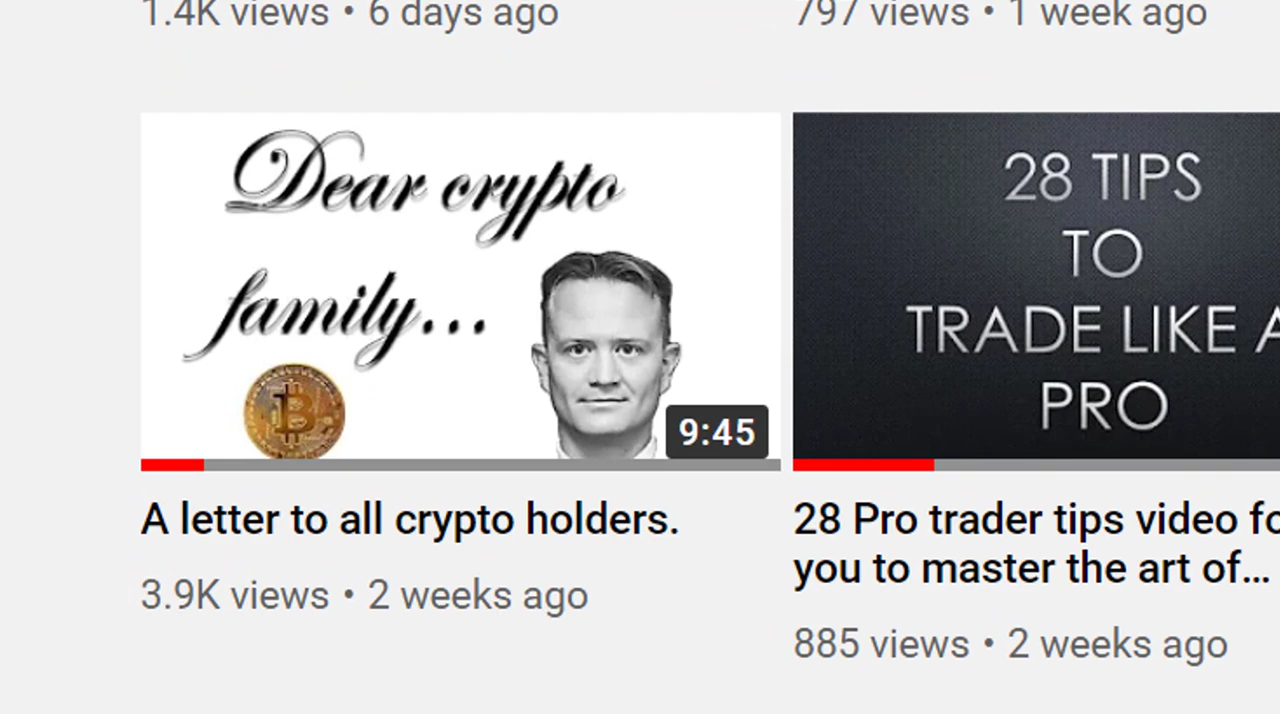 1.4K views • 6 days ago
797 views • 1 week ago
Dear crypto
family...
9:45
28 TIPS
TO
TRADE LIKE A
PRO
A letter to all crypto holders.
3.9K views • 2 weeks ago
28 Pro trader tips video fo
you to master the art of...
885 views • 2 weeks ago